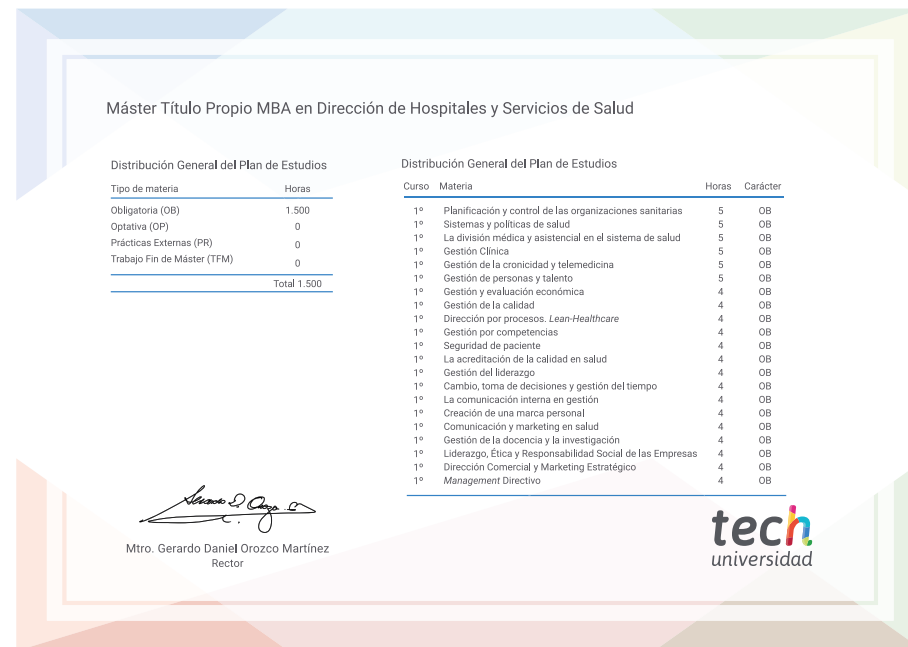 Máster Título Propio MBA en Dirección de Hospitales y Servicios de Salud
Distribución General del Plan de Estudios
Tipo de materia Horas
Obligatoria (OB) 1.500
Optativa (OP) 0
Prácticas Externas (PR) 0
Trabajo Fin de Máster (TFM) 0
Total 1.500
Distribución General del Plan de Estudios
Curso Materia Horas Carácter
1º Planificación y control de las organizaciones sanitarias 5 OB
1º Sistemas y políticas de salud 5 OB
1º La división médica y asistencial en el sistema de salud 5 OB
1º Gestión Clínica 5 OB
1º Gestión de la cronicidad y telemedicina 5 OB
1º Gestión de personas y talento 5 OB
1º Gestión y evaluación económica 4 OB
1º Gestión de la calidad 4 OB
1º Dirección por procesos. Lean-Healthcare 4 OB
1º Gestión por competencias 4 OB
1º Seguridad de paciente 4 OB
1º La acreditación de la calidad en salud 4 OB
1º Gestión del liderazgo 4 OB
1º Cambio, toma de decisiones y gestión del tiempo 4 OB
1º La comunicación interna en gestión 4 OB
1º Creación de una marca personal 4 OB
1º Comunicación y marketing en salud 4 OB
1º Gestión de la docencia y la investigación 4 OB
1º Liderazgo, Ética y Responsabilidad Social de las Empresas 4 OB
1º Dirección Comercial y Marketing Estratégico 4 OB
1º Management Directivo 4 OB
Mtro. Gerardo Daniel Orozco Martínez
Rector
tech
universidad